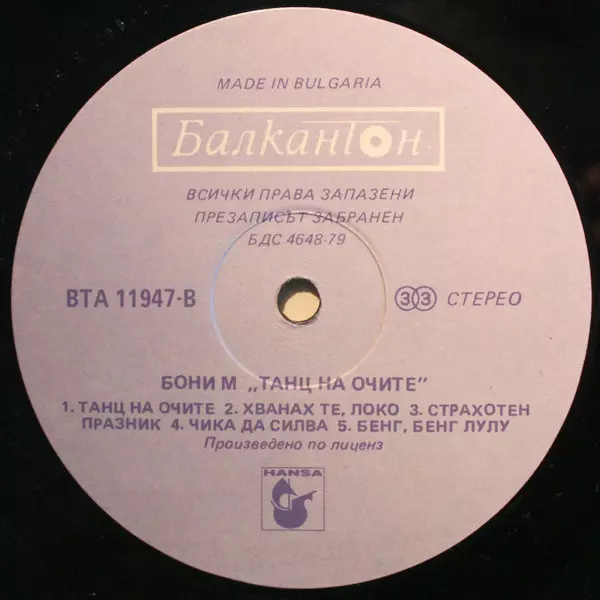 MADE IN BULGARIA
Балкантон
ВСИЧКИ ПРАВА ЗАПАЗЕНИ
ПРЕЗАПИСЪТ ЗАБРАНЕН
БДС 4648-79
ВТА 11947-В
33 СТЕРЕО
БОНИ М „ТАНЦ НА ОЧИТЕ"
1. ТАНЦ НА ОЧИТЕ 2. ХВАНАХ ТЕ, ЛОКО 3. СТРАХОТЕН
ПРАЗНИК 4. ЧИКА ДА СИЛВА 5. БЕНГ, БЕНГ ЛУЛУ
Произведено по лиценз
HANSA